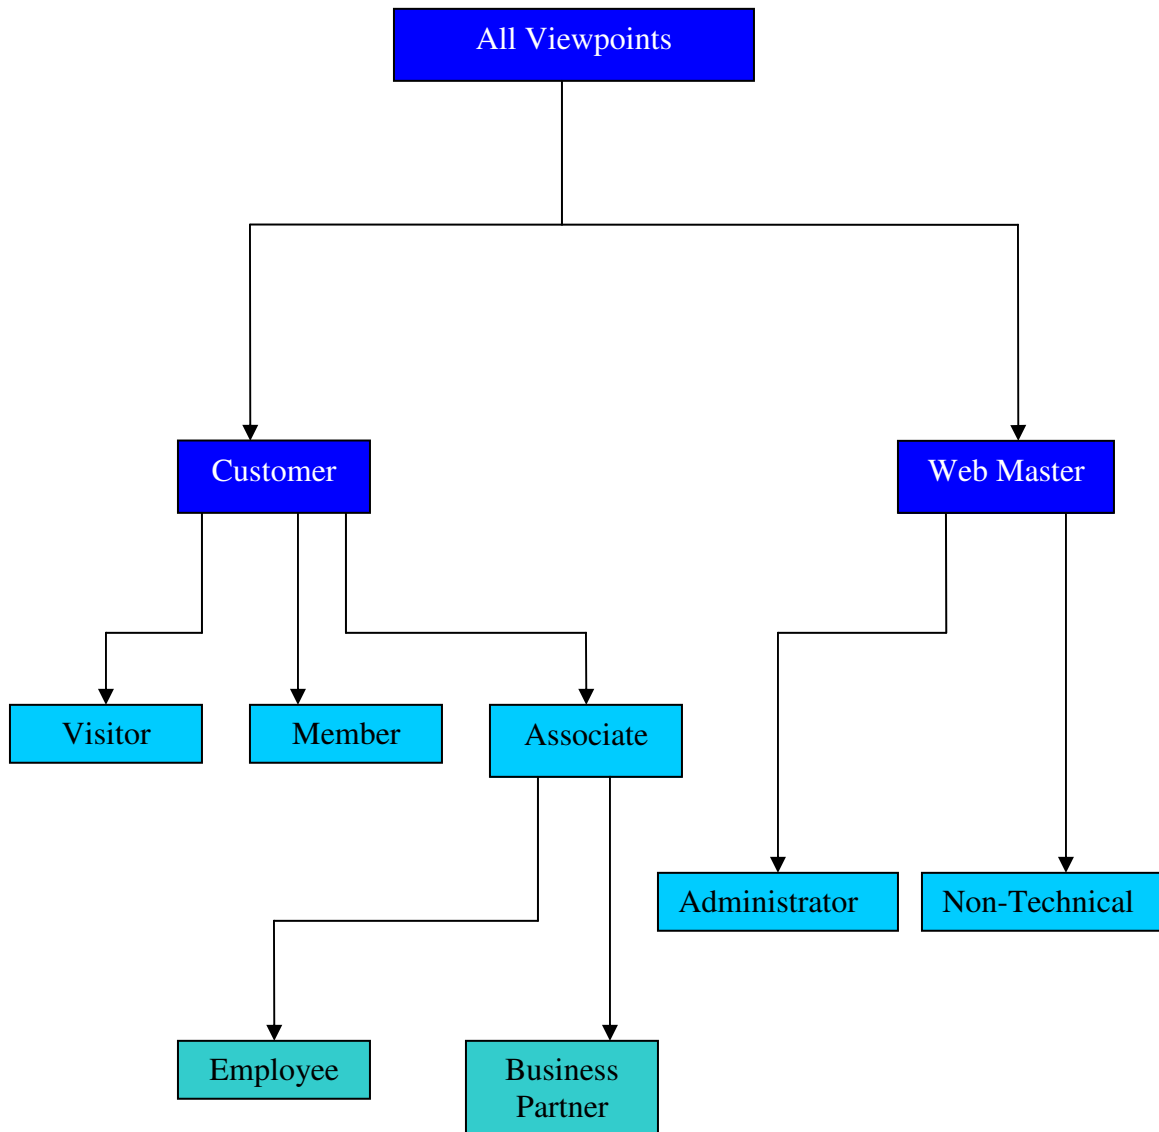 All Viewpoints
Customer
Web Master
Visitor
Member
Associate
Administrator
Non-Technical
Employee
Business
Partner